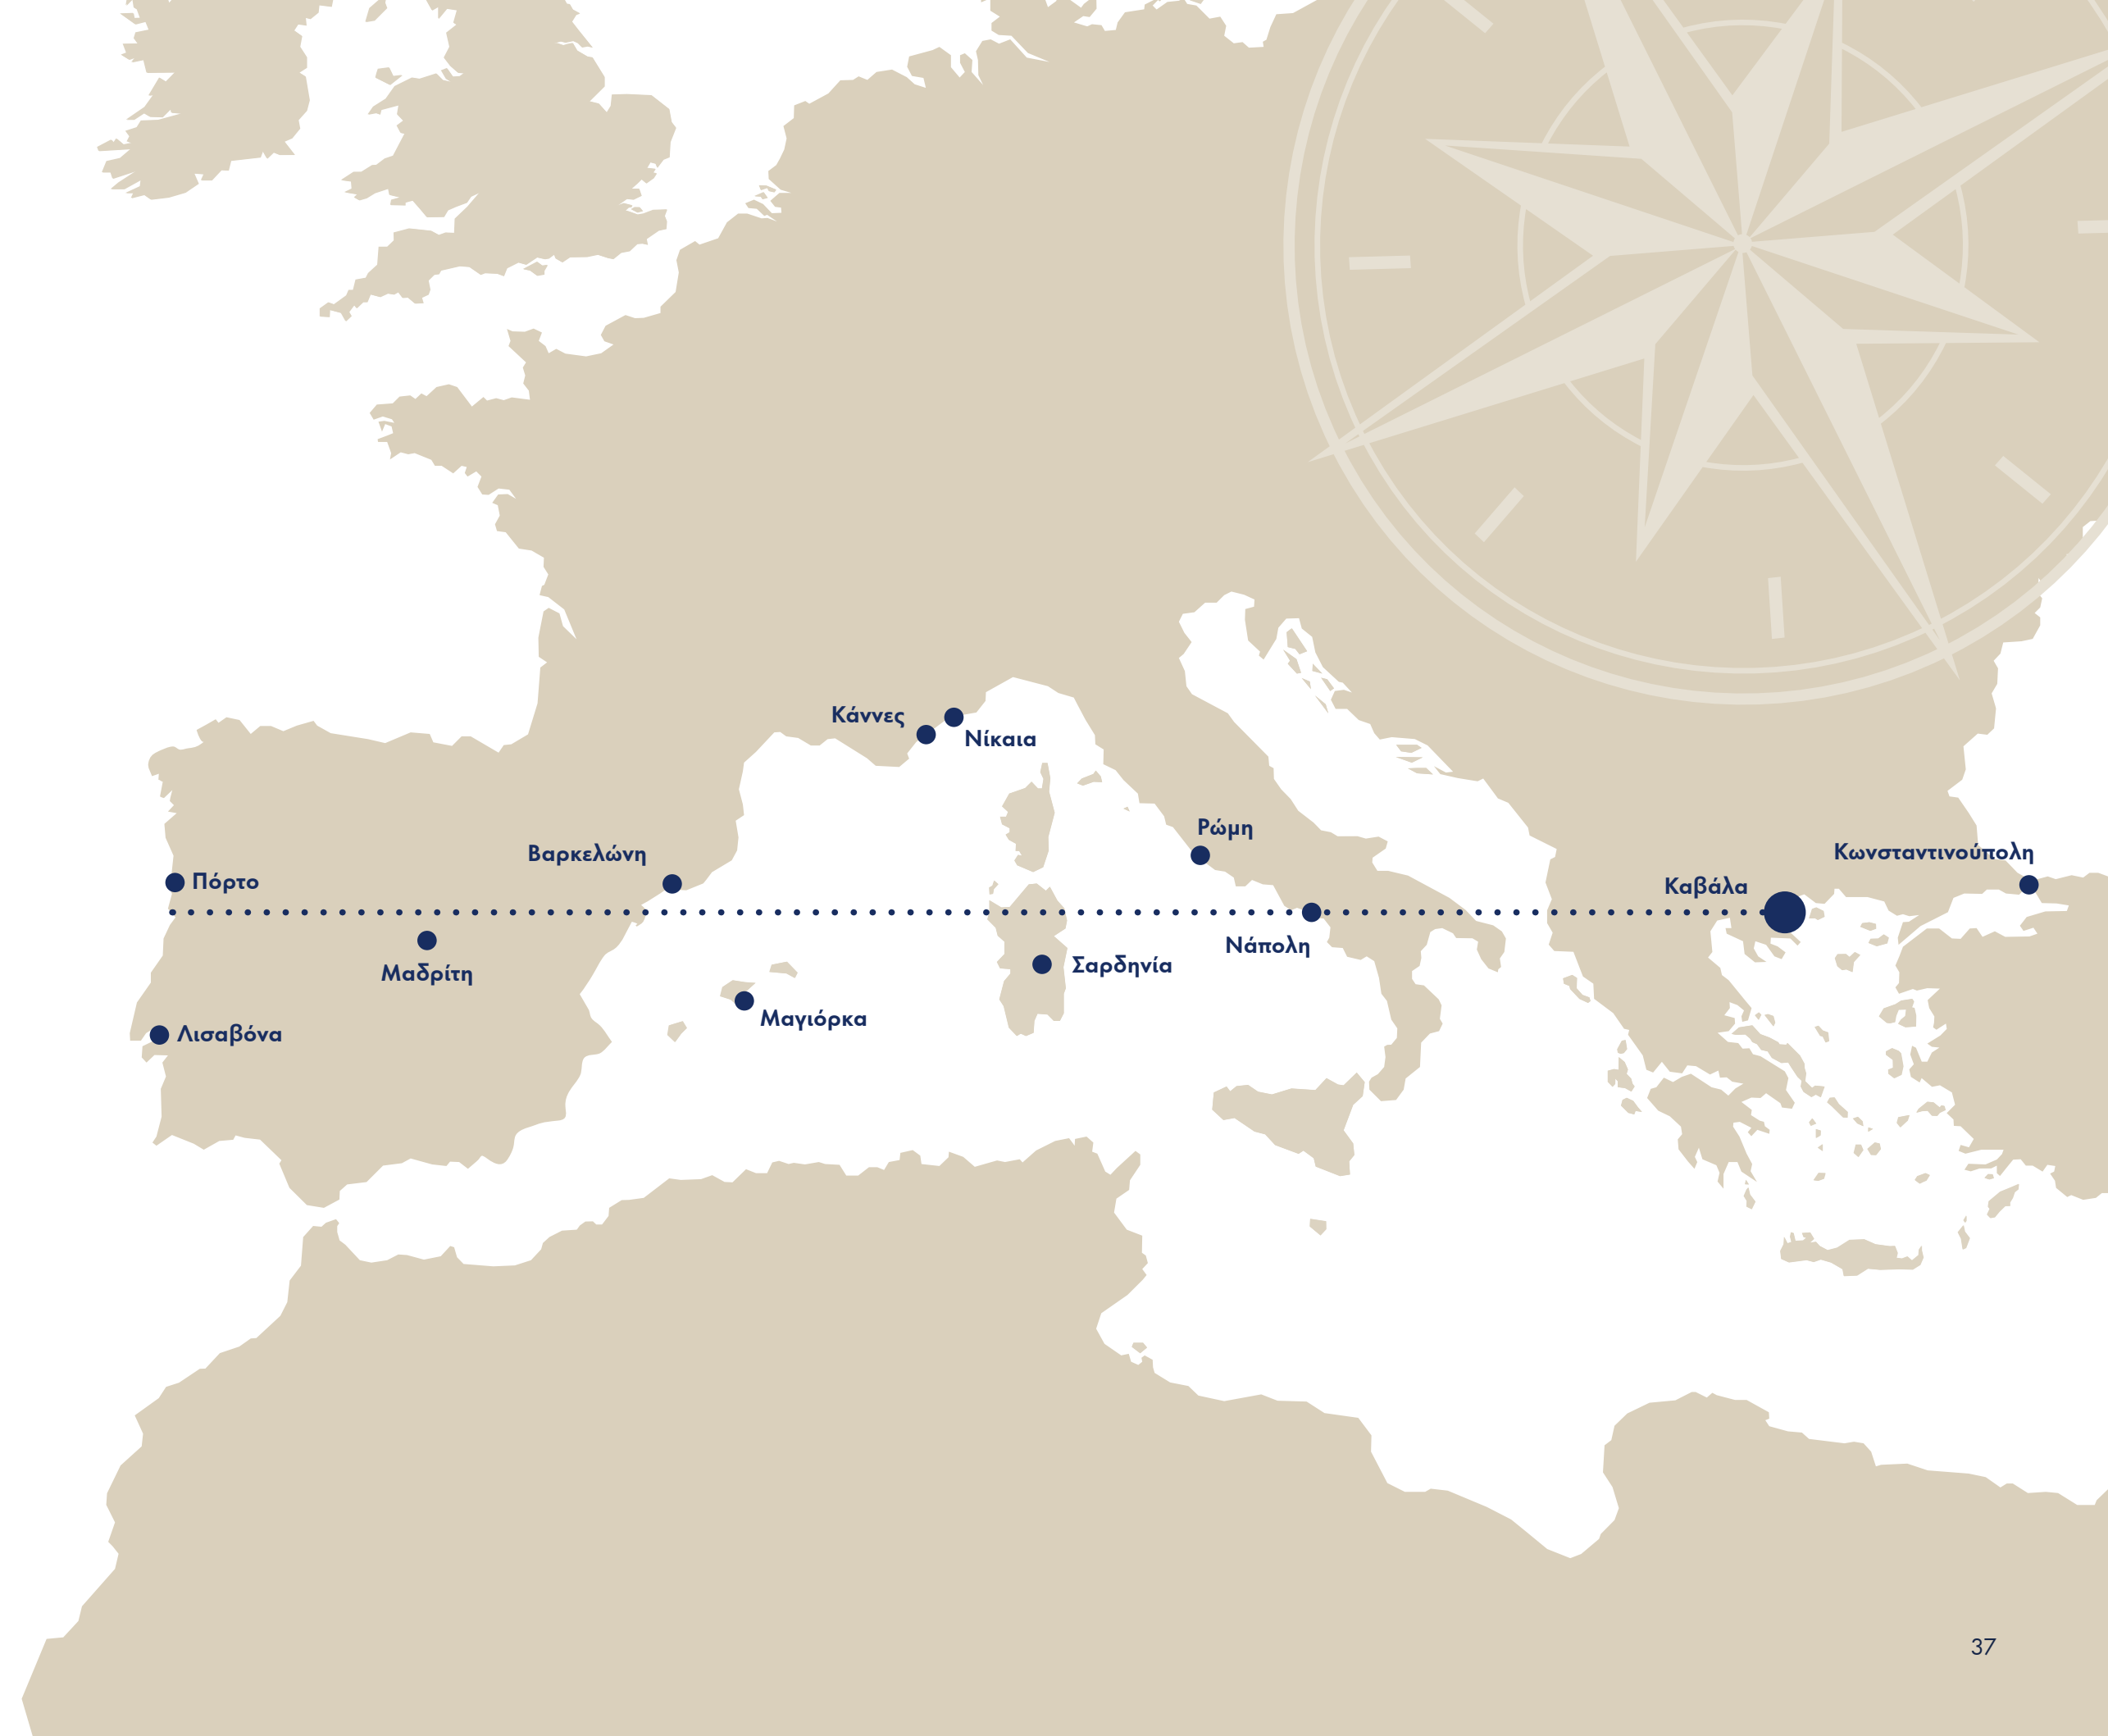 Κάννες
Νίκαια
Ρώμη
Βαρκελώνη
Κωνσταντινούπολη
Πόρτο
Καβάλα
Νάπολη
Μαδρίτη
Σαρδηνία
Μαγιόρκα
Λισαβόνα
37